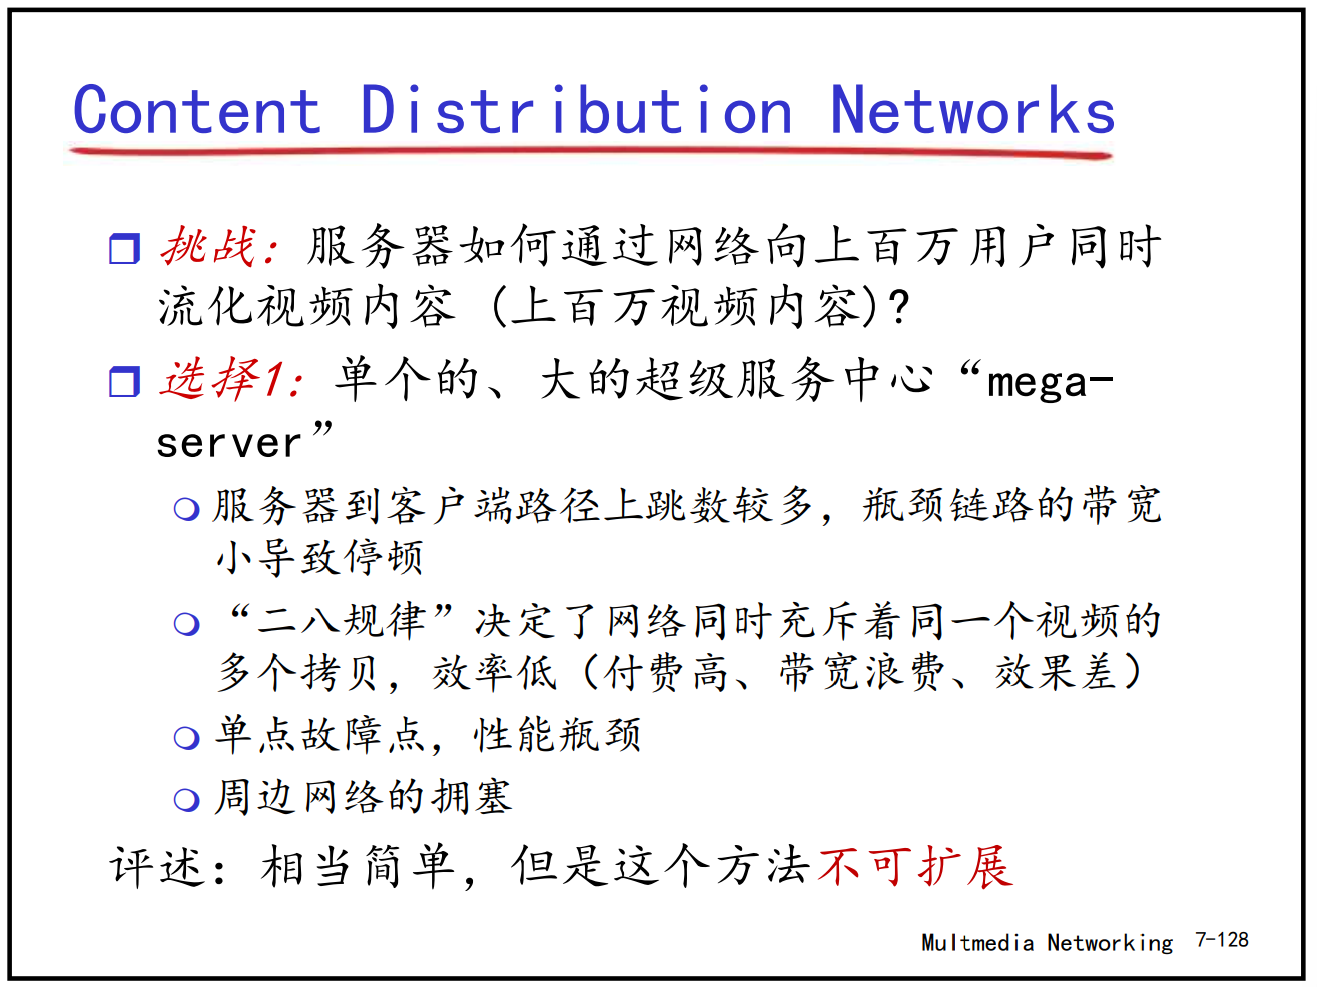 Content Distribution Networks
挑战：服务器如何通过网络向上百万用户同时
流化视频内容 (上百万视频内容)?
选择1：单个的、大的超级服务中心“mega-
server”
服务器到客户端路径上跳数较多，瓶颈链路的带宽
小导致停顿
“二八规律”决定了网络同时充斥着同一个视频的
多个拷贝，效率低（付费高、带宽浪费、效果差）
单点故障点，性能瓶颈
周边网络的拥塞
评述：相当简单，但是这个方法不可扩展
Multmedia Networking 7-128